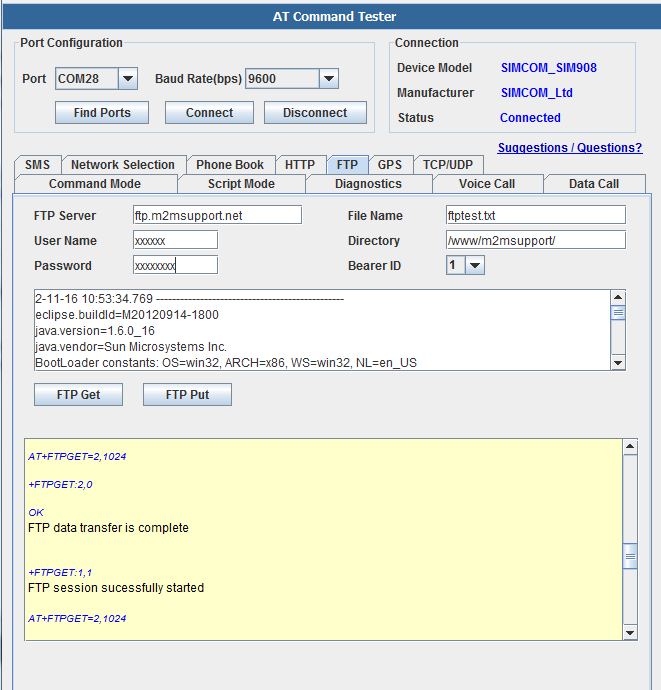 AT Command Tester
Port Configuration
Port COM28 Baud Rate(bps) 9600
Find Ports Connect Disconnect
Connection
Device Model SIMCOM_SIM908
Manufacturer SIMCOM_Ltd
Status Connected
Suggestions / Questions?
SMS Network Selection Phone Book HTTP FTP GPS TCP/UDP
Command Mode Script Mode Diagnostics Voice Call Data Call
FTP Server ftp.m2msupport.net File Name ftptest.txt
User Name xxxxxx Directory /www/m2msupport/
Password xxxxxxxx Bearer ID 1
2-11-16 10:53:34.769 -----------------------------------------------
eclipse.buildId=M20120914-1800
java.version=1.6.0_16
java.vendor=Sun Microsystems Inc.
BootLoader constants: OS=win32, ARCH=x86, WS=win32, NL=en_US
FTP Get FTP Put
AT+FTPGET=2,1024
+FTPGET:2,0
OK
FTP data transfer is complete
+FTPGET:1,1
FTP session sucessfully started
AT+FTPGET=2,1024